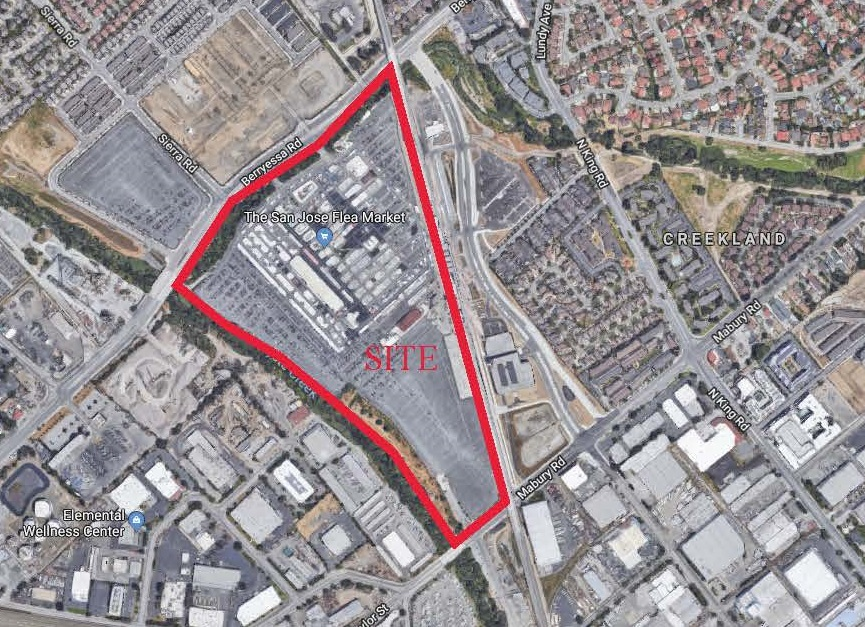 Sierra Rd
Lundy Ave
Sierra Rd
Berryessa Rd
N King Rd
The San Jose Flea Market
CREEKLAND
Mabury Rd
SITE
N King Rd
Mabury Rd
Elemental
Wellness Center